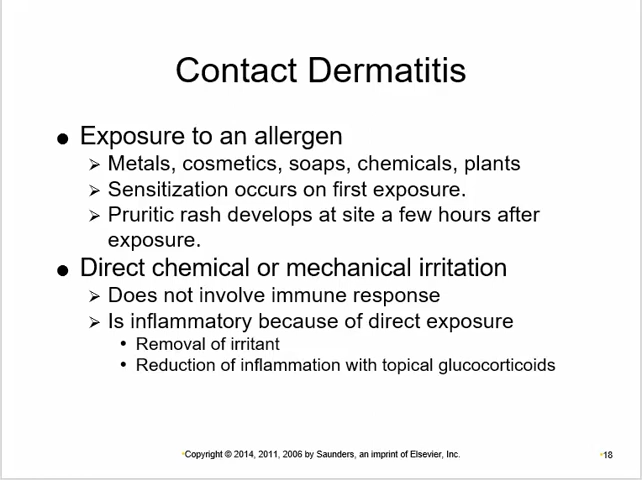 Contact Dermatitis
● Exposure to an allergen
➢ Metals, cosmetics, soaps, chemicals, plants
➢ Sensitization occurs on first exposure.
➢ Pruritic rash develops at site a few hours after
exposure.
● Direct chemical or mechanical irritation
➢ Does not involve immune response
➢ Is inflammatory because of direct exposure
• Removal of irritant
• Reduction of inflammation with topical glucocorticoids
•Copyright © 2014, 2011, 2006 by Saunders, an imprint of Elsevier, Inc.
•18